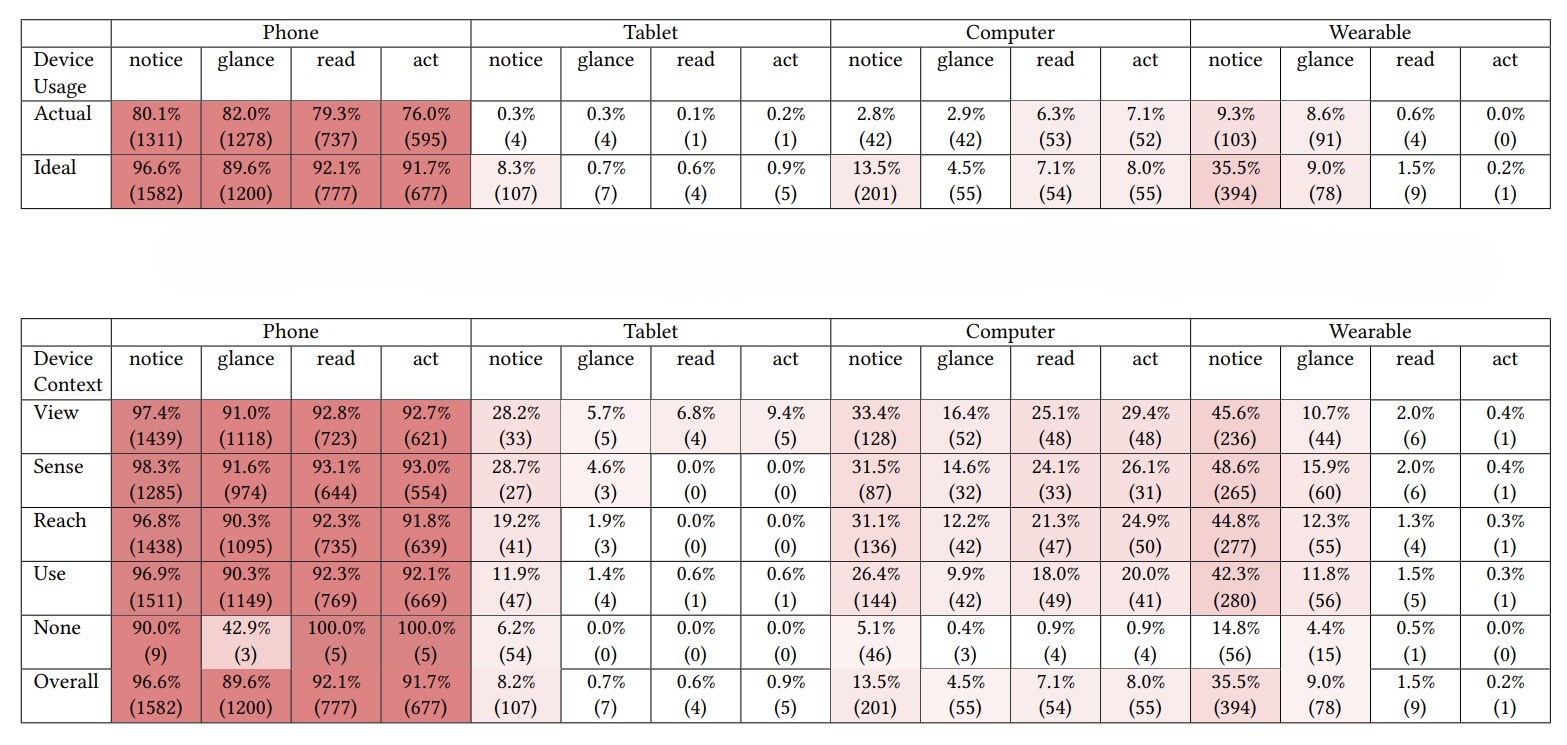 Phone Tablet Computer Wearable
Device notice glance read act notice glance read act notice glance read act notice glance read act
Usage
Actual 80.1% 82.0% 79.3% 76.0% 0.3% 0.3% 0.1% 0.2% 2.8% 2.9% 6.3% 7.1% 9.3% 8.6% 0.6% 0.0%
(1311) (1278) (737) (595) (4) (4) (1) (1) (42) (42) (53) (52) (103) (91) (4) (0)
Ideal 96.6% 89.6% 92.1% 91.7% 8.3% 0.7% 0.6% 0.9% 13.5% 4.5% 7.1% 8.0% 35.5% 9.0% 1.5% 0.2%
(1582) (1200) (777) (677) (107) (7) (4) (5) (201) (55) (54) (55) (394) (78) (9) (1)
Phone Tablet Computer Wearable
Device notice glance read act notice glance read act notice glance read act notice glance read act
Context
View 97.4% 91.0% 92.8% 92.7% 28.2% 5.7% 6.8% 9.4% 33.4% 16.4% 25.1% 29.4% 45.6% 10.7% 2.0% 0.4%
(1439) (1118) (723) (621) (33) (5) (4) (5) (128) (52) (48) (48) (236) (44) (6) (1)
Sense 98.3% 91.6% 93.1% 93.0% 28.7% 4.6% 0.0% 0.0% 31.5% 14.6% 24.1% 26.1% 48.6% 15.9% 2.0% 0.4%
(1285) (974) (644) (554) (27) (3) (0) (0) (87) (32) (33) (31) (265) (60) (6) (1)
Reach 96.8% 90.3% 92.3% 91.8% 19.2% 1.9% 0.0% 0.0% 31.1% 12.2% 21.3% 24.9% 44.8% 12.3% 1.3% 0.3%
(1438) (1095) (735) (639) (41) (3) (0) (0) (136) (42) (47) (50) (277) (55) (4) (1)
Use 96.9% 90.3% 92.3% 92.1% 11.9% 1.4% 0.6% 0.6% 26.4% 9.9% 18.0% 20.0% 42.3% 11.8% 1.5% 0.3%
(1511) (1149) (769) (669) (47) (4) (1) (1) (144) (42) (49) (41) (280) (56) (5) (1)
None 90.0% 42.9% 100.0% 100.0% 6.2% 0.0% 0.0% 0.0% 5.1% 0.4% 0.9% 0.9% 14.8% 4.4% 0.5% 0.0%
(9) (3) (5) (5) (54) (0) (0) (0) (46) (3) (4) (4) (56) (15) (1) (0)
Overall 96.6% 89.6% 92.1% 91.7% 8.2% 0.7% 0.6% 0.9% 13.5% 4.5% 7.1% 8.0% 35.5% 9.0% 1.5% 0.2%
(1582) (1200) (777) (677) (107) (7) (4) (5) (201) (55) (54) (55) (394) (78) (9) (1)